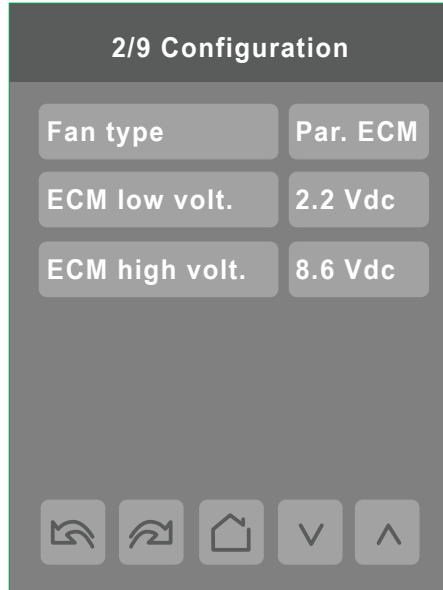 2/9 Configuration
Fan type Par. ECM
ECM low volt. 2.2 Vdc
ECM high volt. 8.6 Vdc